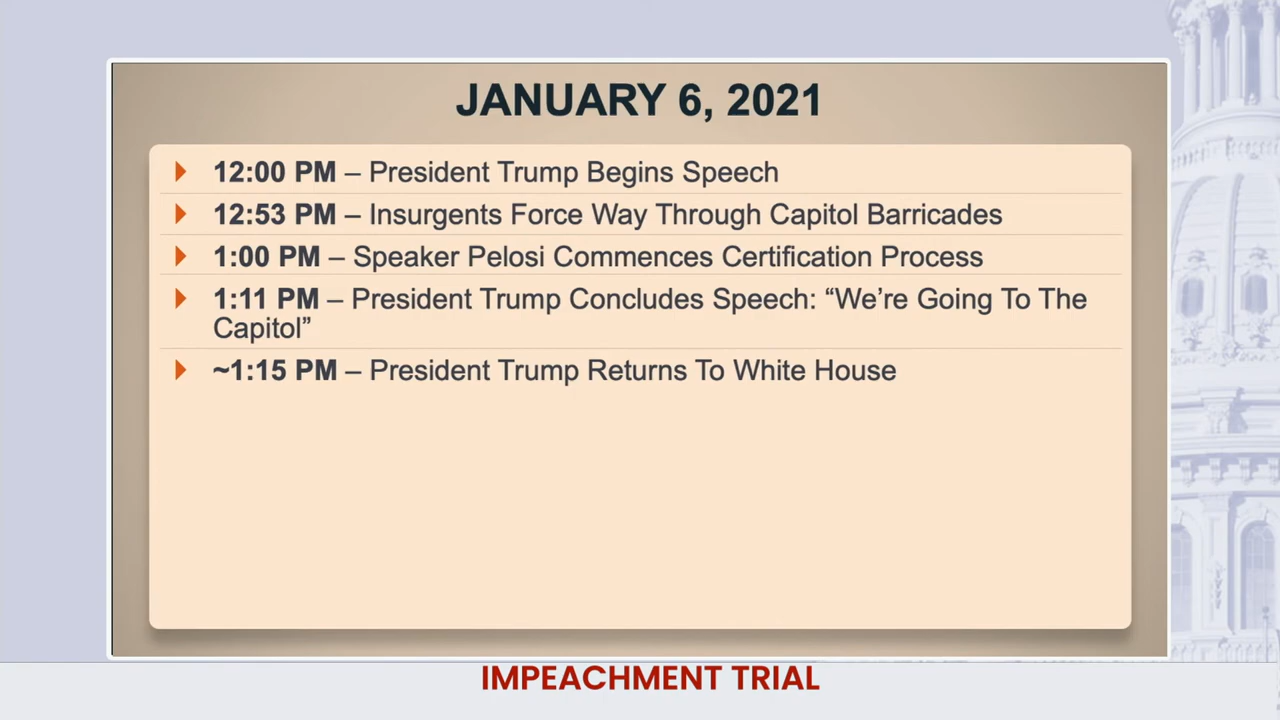 JANUARY 6, 2021
12:00 PM – President Trump Begins Speech
12:53 PM – Insurgents Force Way Through Capitol Barricades
1:00 PM – Speaker Pelosi Commences Certification Process
1:11 PM – President Trump Concludes Speech: “We’re Going To The
Capitol”
~1:15 PM – President Trump Returns To White House
IMPEACHMENT TRIAL